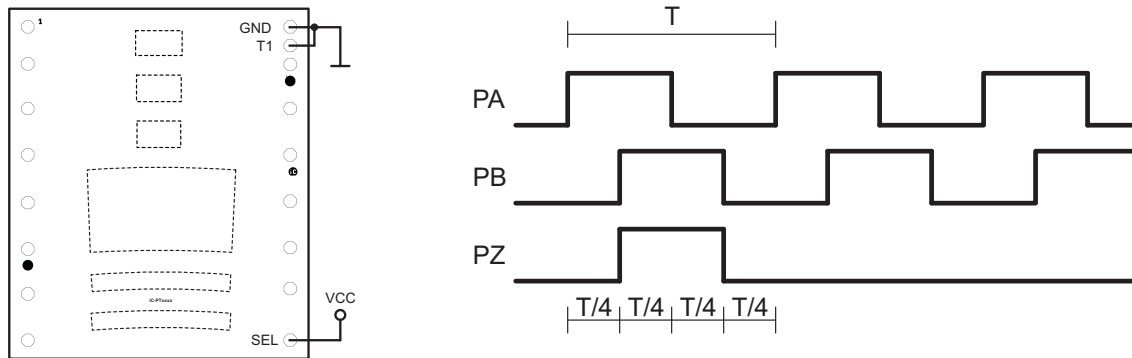 1
GND
T1
iC-PTxxxx
VCC
SEL
T
PA
PB
PZ
T/4 T/4 T/4 T/4